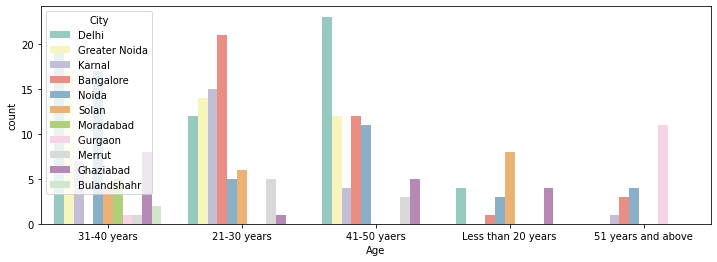 City
Delhi
Greater Noida
Karnal
Bangalore
Noida
Solan
Moradabad
Gurgaon
Merrut
Ghaziabad
Bulandshahr
count
20
15
10
5
0
31-40 years
21-30 years
41-50 yaers
Less than 20 years
51 years and above
Age